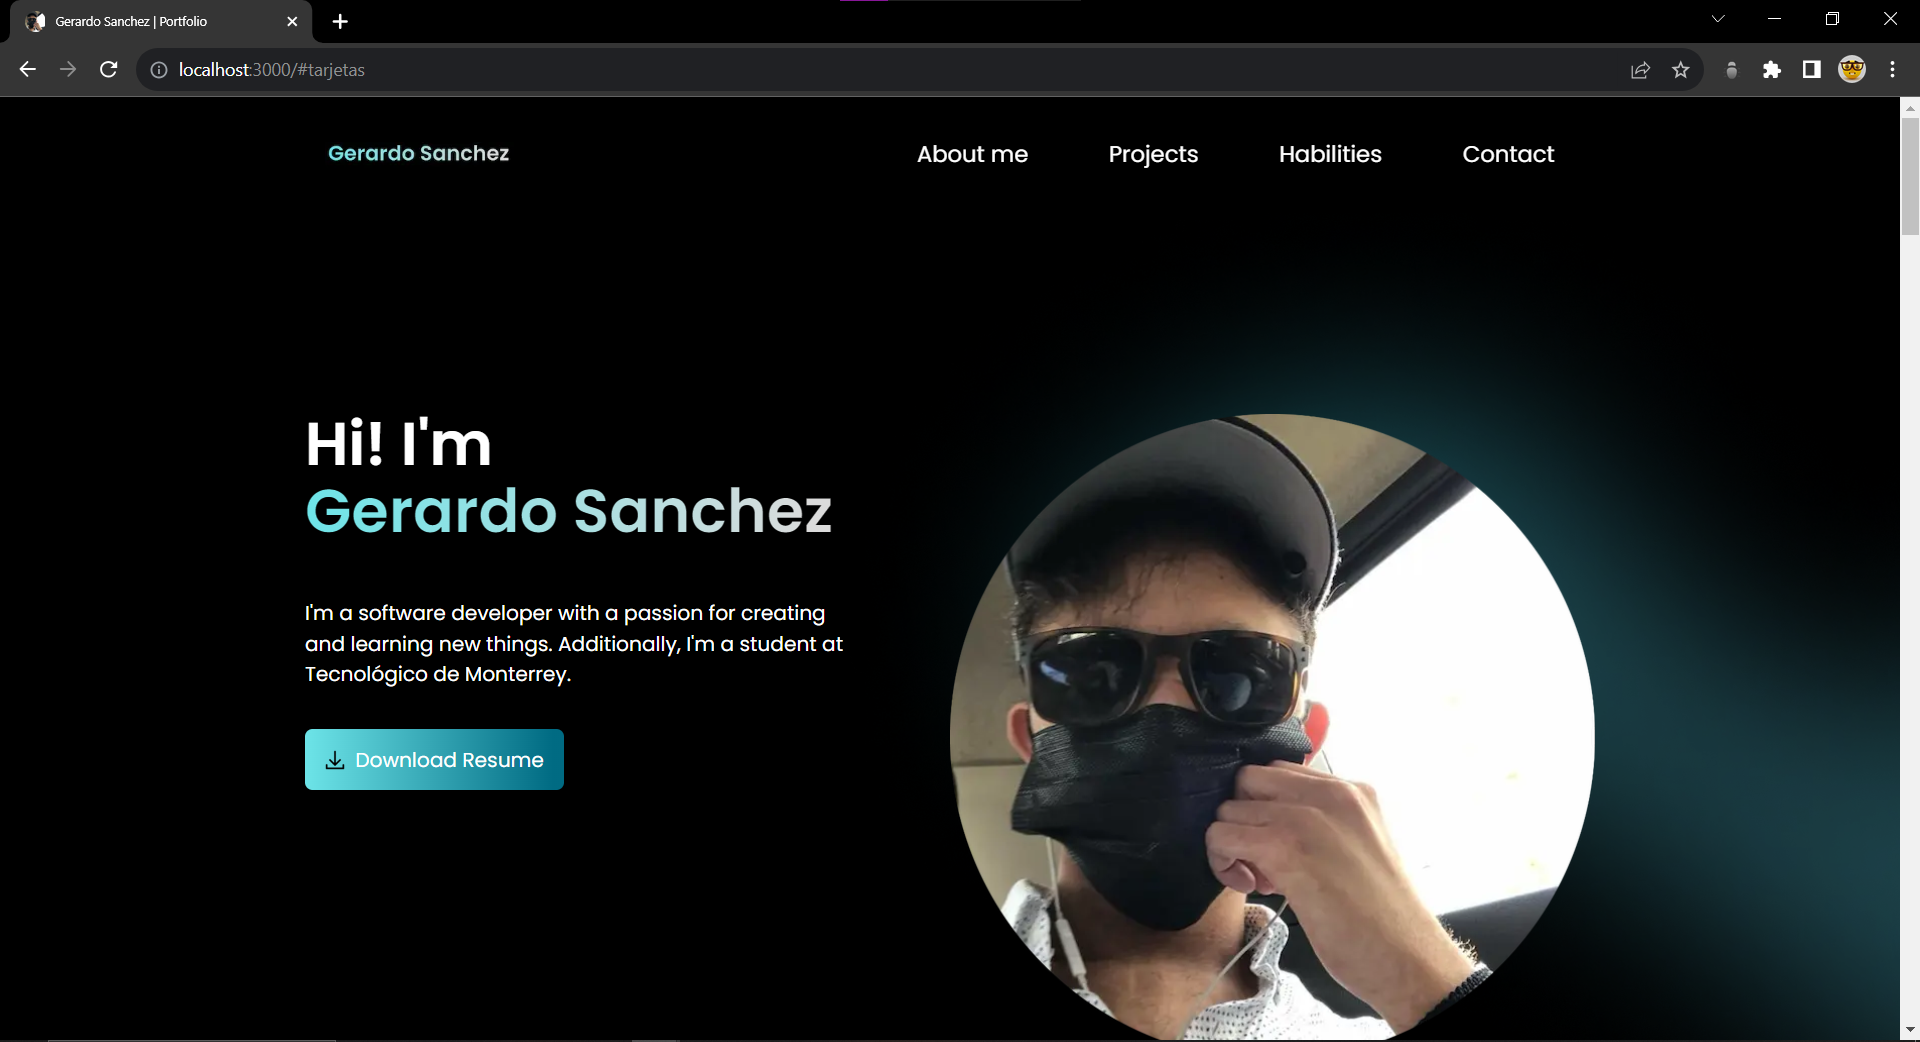 Gerardo Sanchez | Portfolio
localhost:3000/#tarjetas
Gerardo Sanchez
About me
Projects
Habilities
Contact
Hi! I'm
Gerardo Sanchez
I'm a software developer with a passion for creating
and learning new things. Additionally, I'm a student at
Tecnológico de Monterrey.
Download Resume